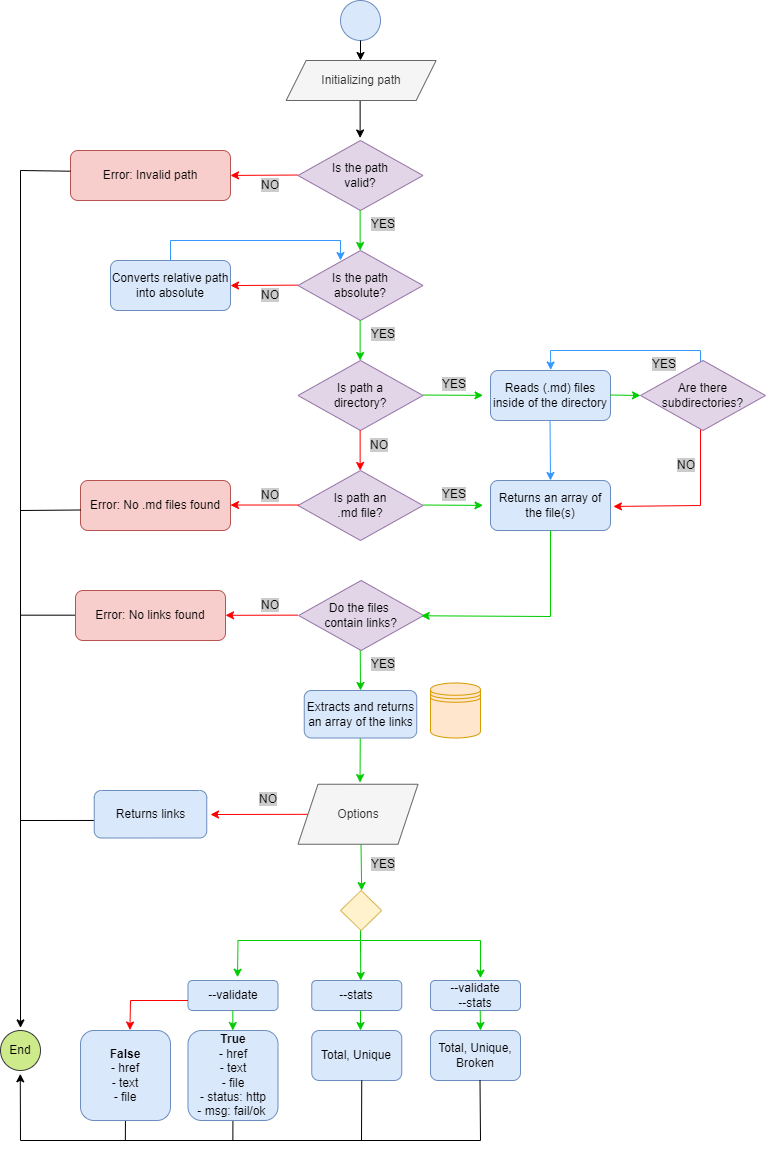 Initializing path
Is the path
valid?
Error: Invalid path
NO
YES
Is the path
absolute?
Converts relative path
into absolute
NO
YES
Is path a
directory?
YES
Reads (.md) files
inside of the directory
YES
Are there
subdirectories?
NO
NO
Is path an
.md file?
Error: No .md files found
NO
YES
Returns an array of
the file(s)
Do the files
contain links?
Error: No links found
NO
YES
Extracts and returns
an array of the links
Options
NO
Returns links
YES
--validate
--stats
--validate
--stats
End
False
- href
- text
- file
True
- href
- text
- file
- status: http
- msg: fail/ok
Total, Unique
Total, Unique,
Broken